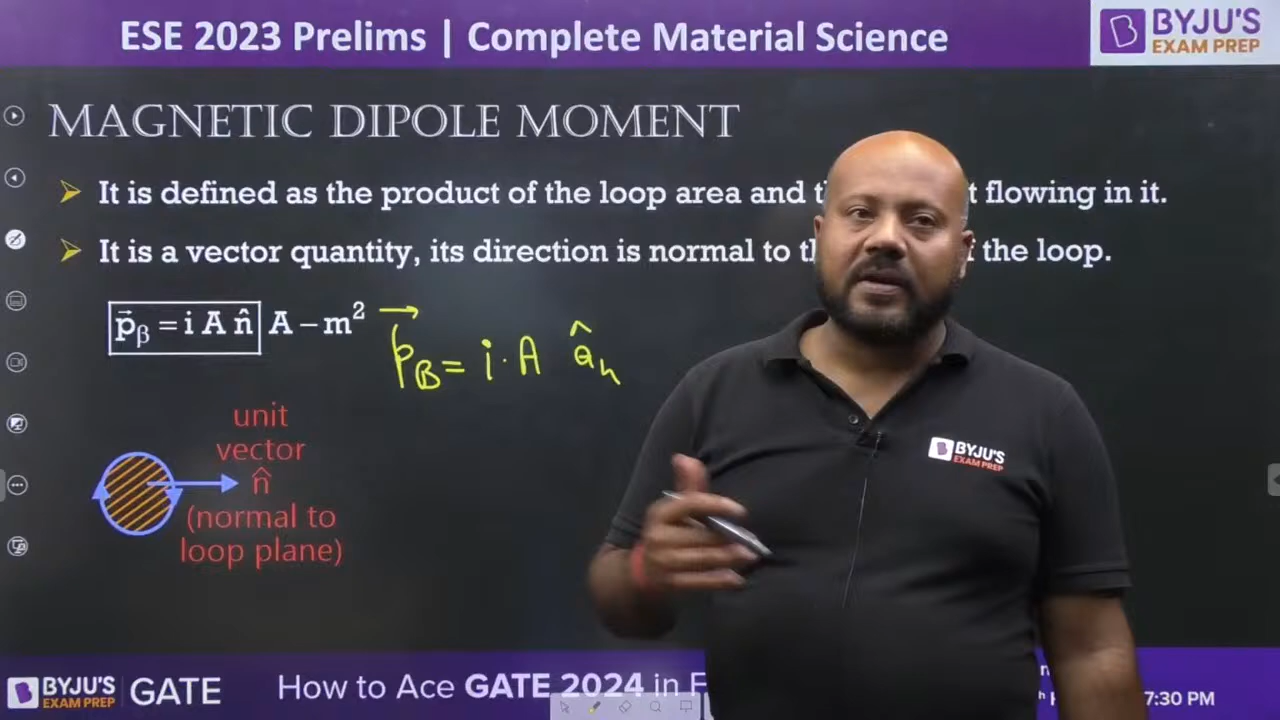 ESE 2023 Prelims | Complete Material Science
BYJU'S
EXAM PREP
MAGNETIC DIPOLE MOMENT
It is defined as the product of the loop area and flowing in it.
It is a vector quantity, its direction is normal to the loop.
p⃗β = i A n̂ A – m²
p⃗B = i · A âₙ
unit
vector
n̂
(normal to
loop plane)
BYJU'S
EXAM PREP
BYJU'S
EXAM PREP
GATE
How to Ace GATE 2024 in
7:30 PM